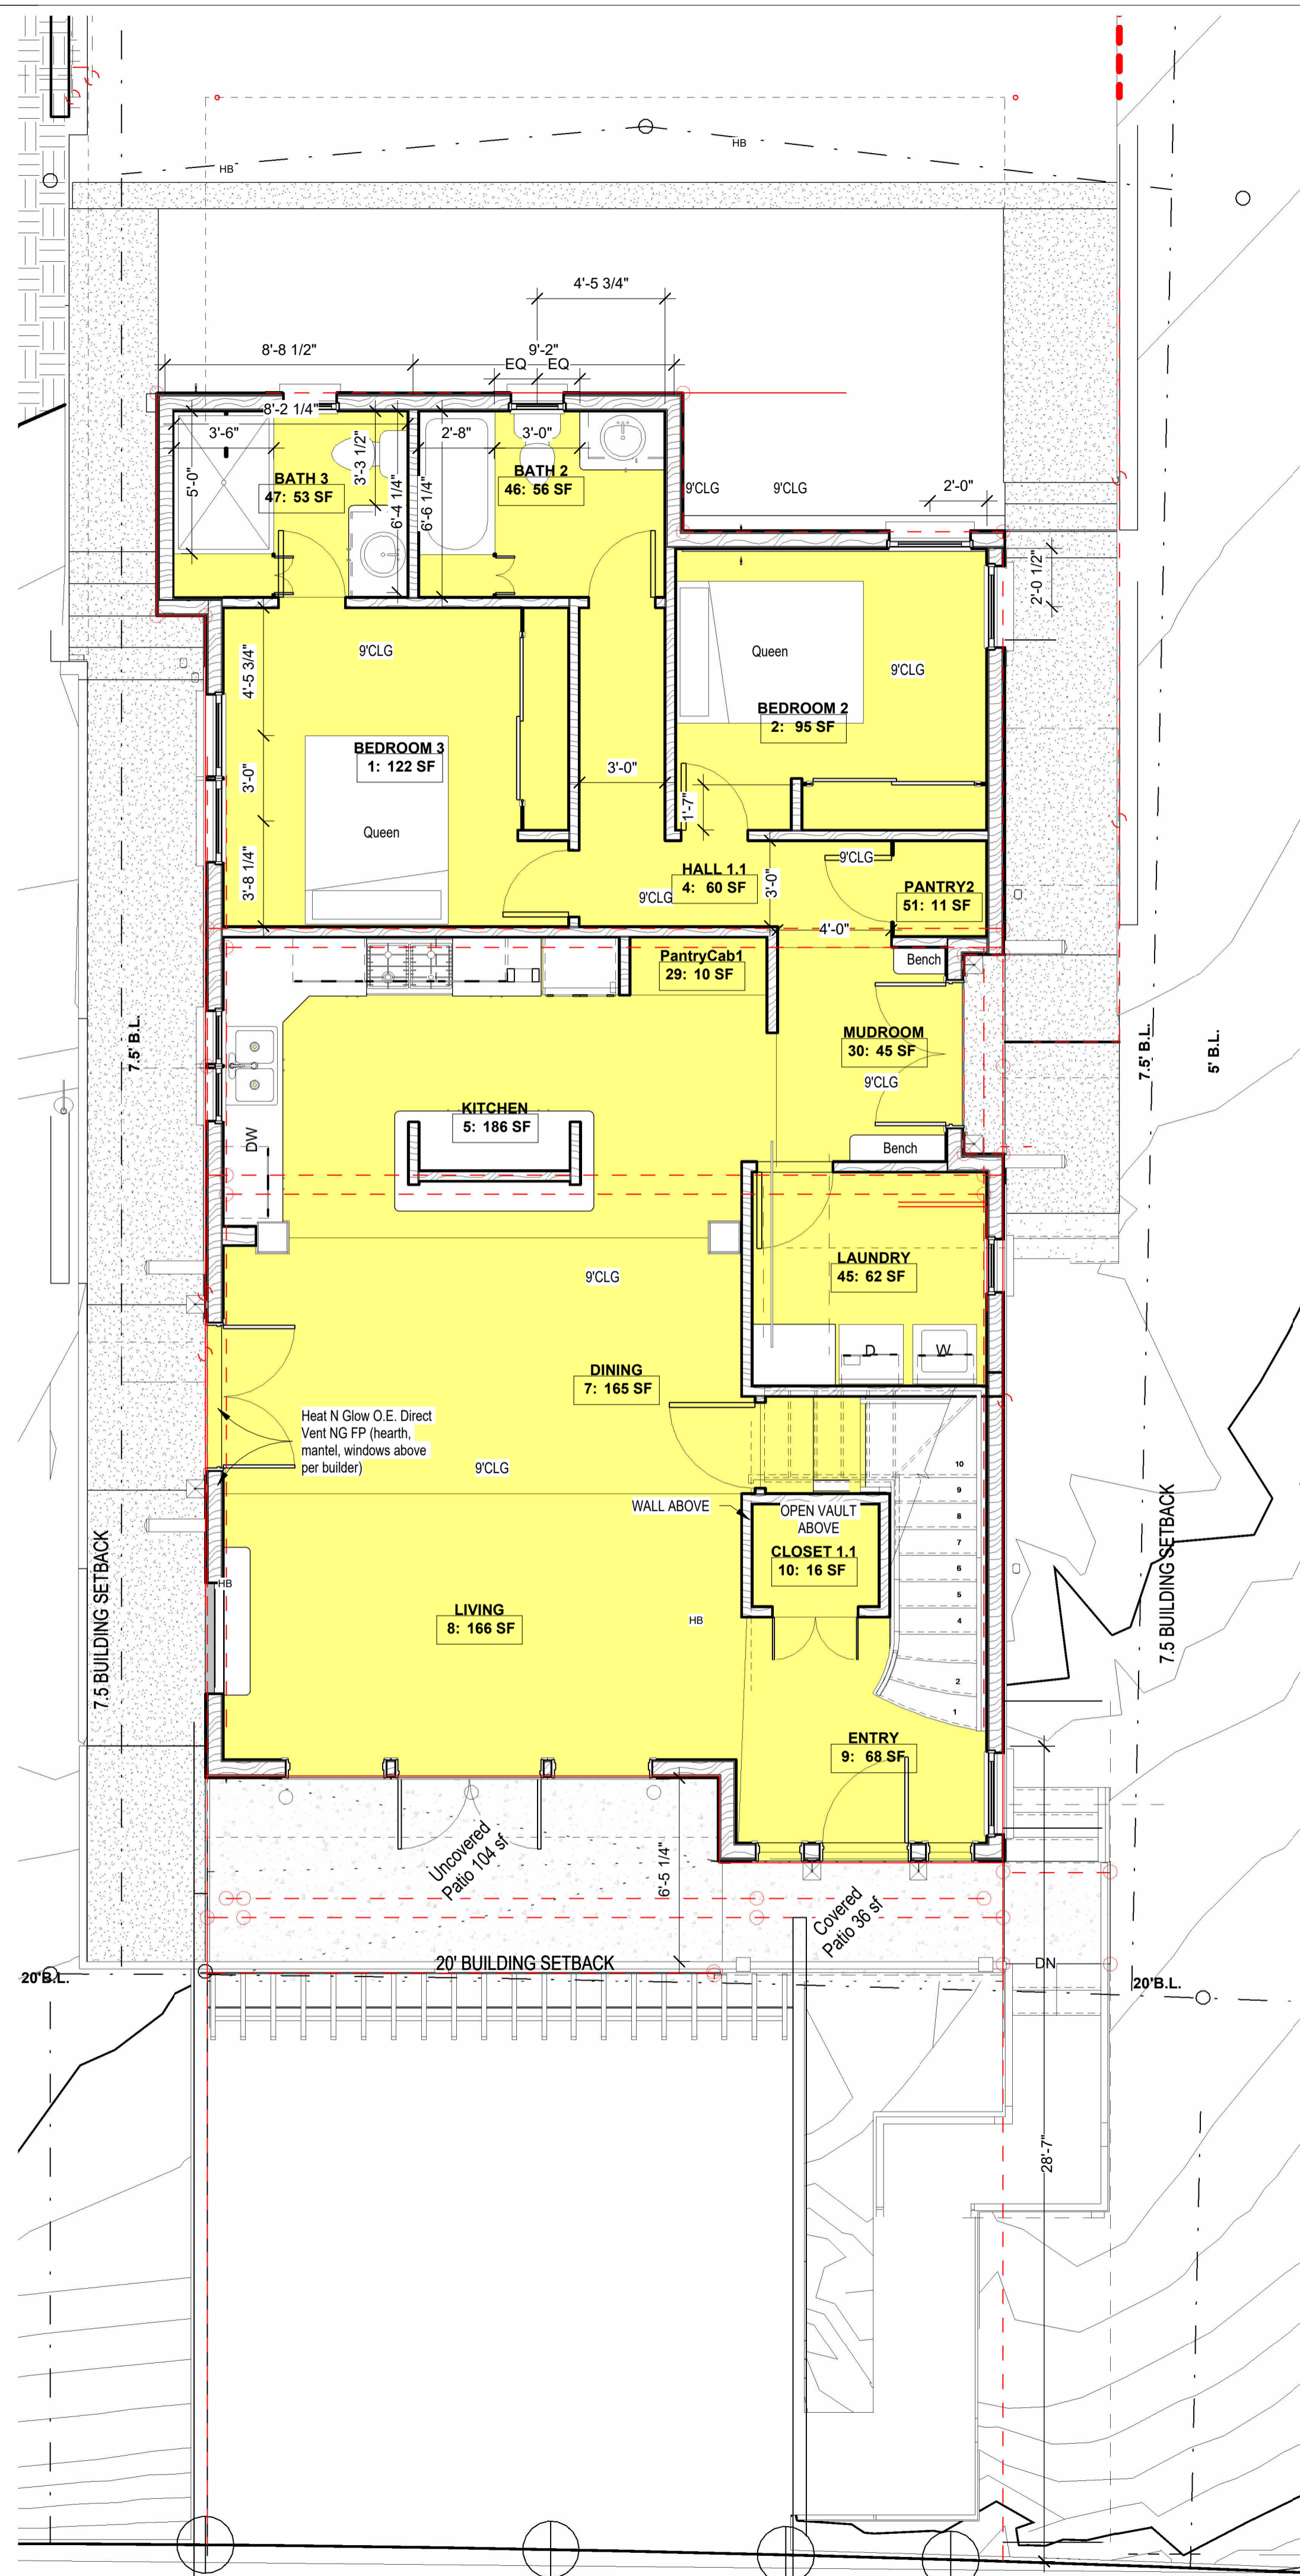 HB
HB
4'-5 3/4"
8'-8 1/2"
9'-2"
EQ
EQ
8'-2 1/4"
3'-6"
5'-0"
3'-3 1/2"
6'-4 1/4"
6'-6 1/4"
2'-8"
3'-0"
BATH 3
47: 53 SF
BATH 2
46: 56 SF
9'CLG
9'CLG
2'-0"
2'-0 1/2"
9'CLG
Queen
9'CLG
4'-5 3/4"
BEDROOM 2
2: 95 SF
BEDROOM 3
1: 122 SF
3'-0"
3'-0"
1'-7"
Queen
3'-8 1/4"
9'CLG
HALL 1.1
4: 60 SF
3'-0"
9'CLG
PANTRY2
51: 11 SF
4'-0"
PantryCab1
29: 10 SF
Bench
7.5' B.L.
MUDROOM
30: 45 SF
9'CLG
7.5' B.L.
5' B.L.
KITCHEN
5: 186 SF
DW
Bench
LAUNDRY
45: 62 SF
9'CLG
D
W
DINING
7: 165 SF
Heat N Glow O.E. Direct
Vent NG FP (hearth,
mantel, windows above
per builder)
9'CLG
10
9
8
7
6
5
4
2
1
WALL ABOVE
OPEN VAULT
ABOVE
CLOSET 1.1
10: 16 SF
7.5 BUILDING SETBACK
7.5 BUILDING SETBACK
HB
LIVING
8: 166 SF
HB
ENTRY
9: 68 SF
Uncovered
Patio 104 sf
6'-5 1/4"
Covered
Patio 36 sf
20' BUILDING SETBACK
DN
20'B.L.
20'B.L.
28'-7"